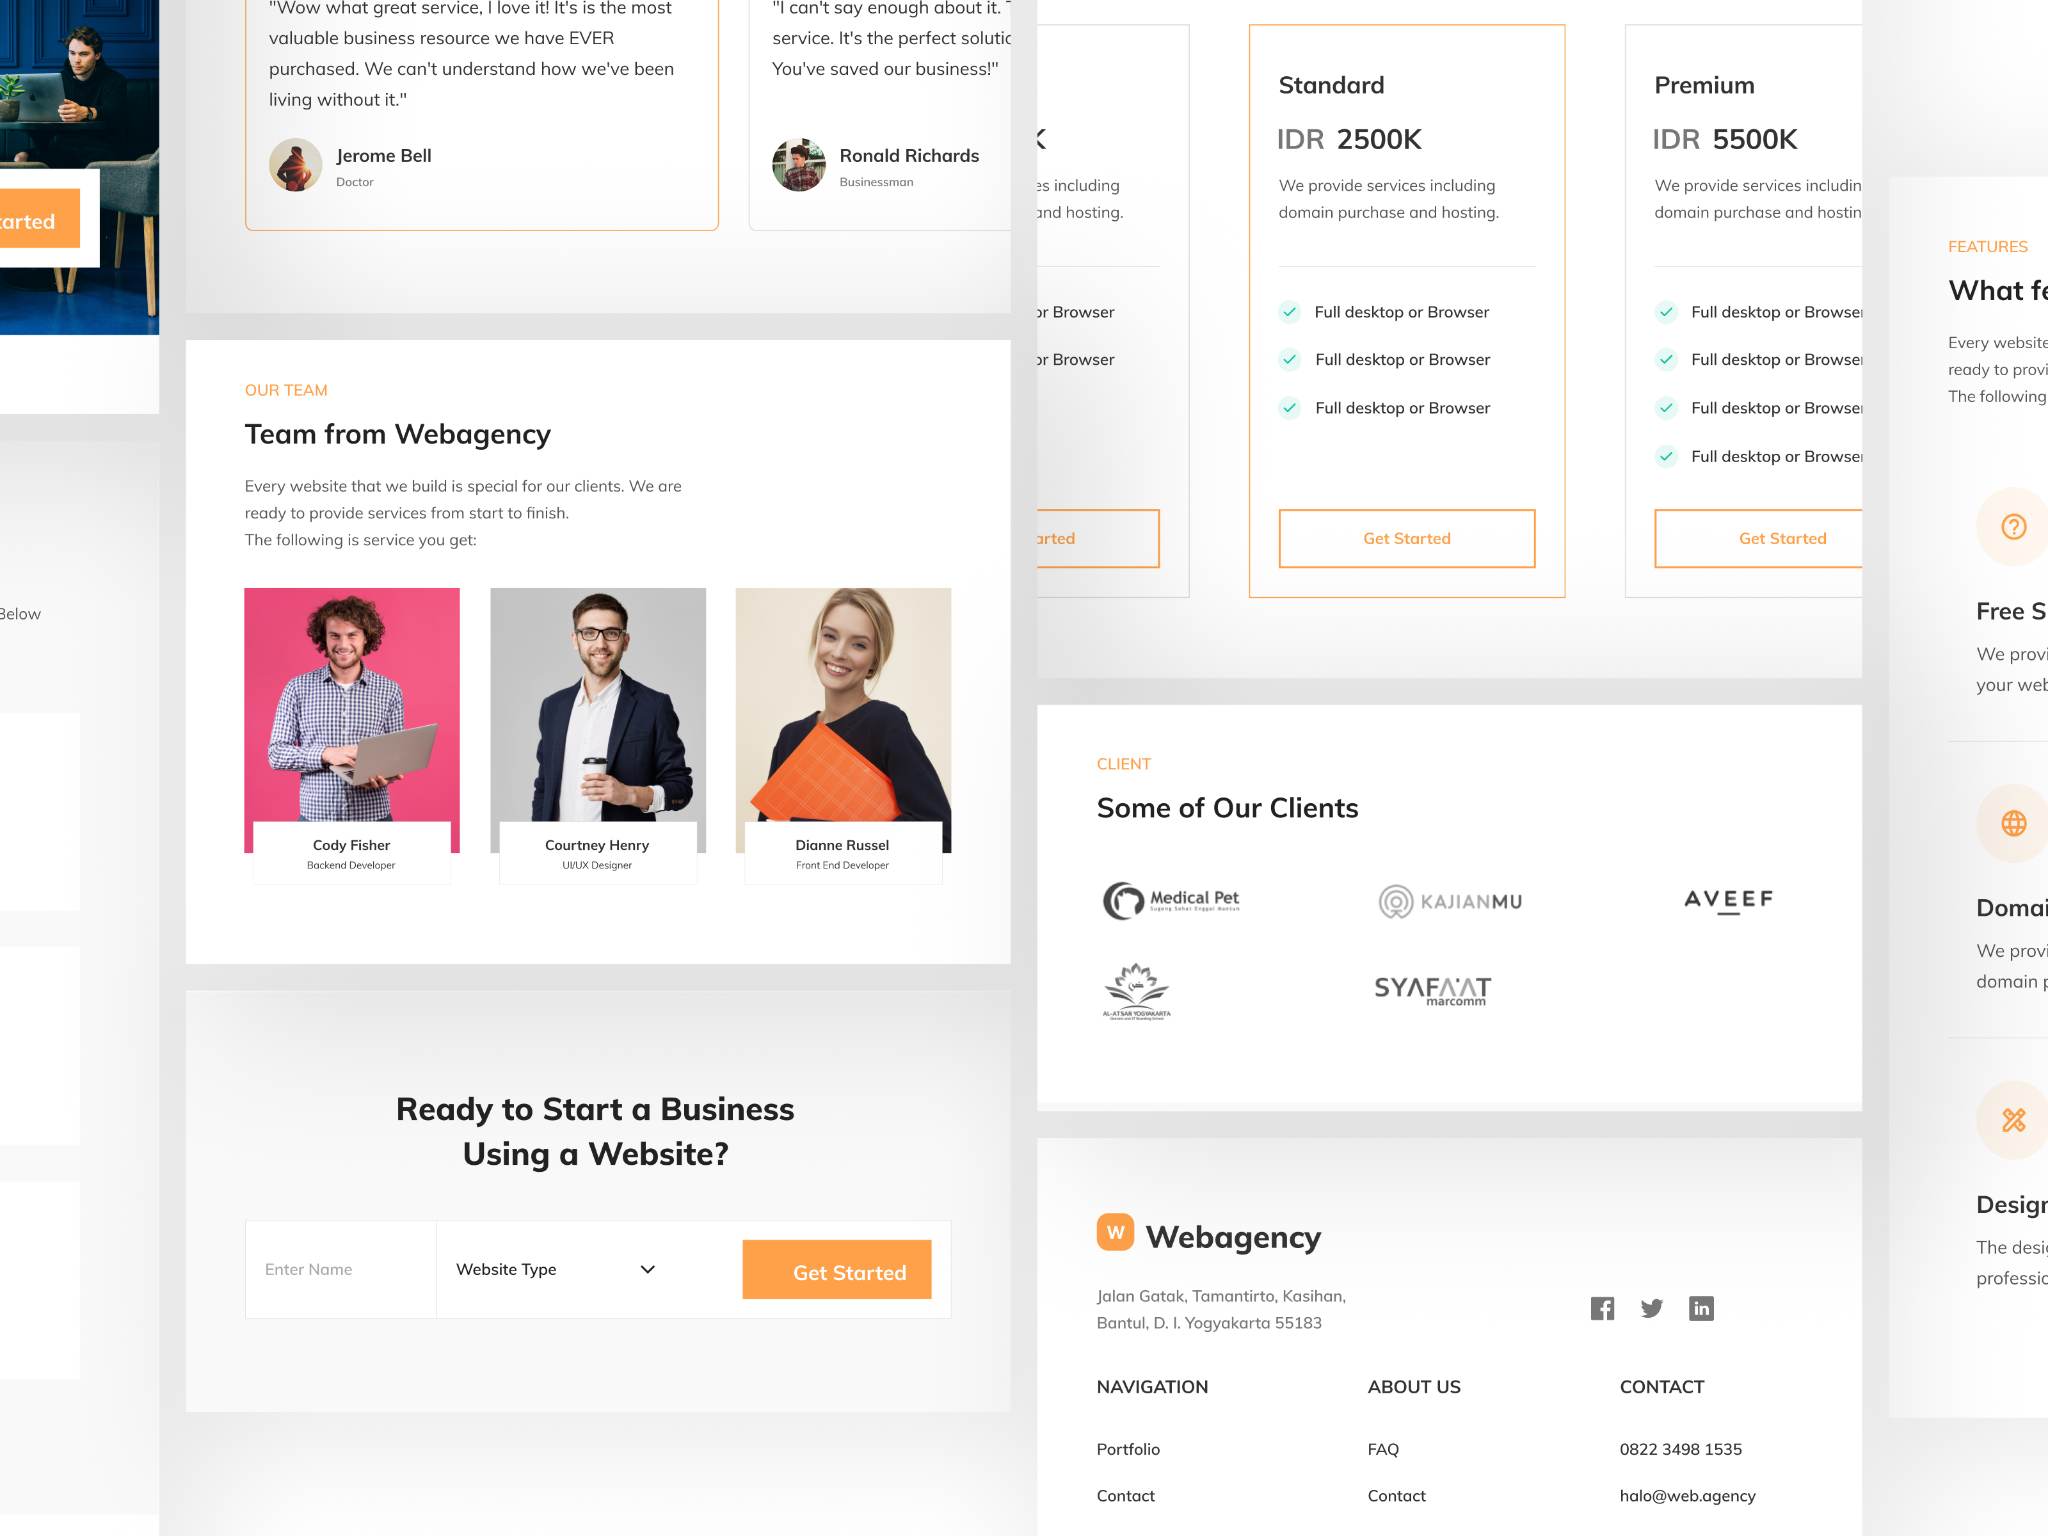 arted
Below
"Wow what great service, I love it! It's is the most
valuable business resource we have EVER
purchased. We can't understand how we've been
living without it."
Jerome Bell
Doctor
"I can't say enough about it.
service. It's the perfect
You've saved our business!"
Ronald Richards
Businessman
OUR TEAM
Team from Webagency
Every website that we build is special for our clients. We are
ready to provide services from start to finish.
The following is service you get:
Cody Fisher
Backend Developer
Courtney Henry
UI/UX Designer
Dianne Russel
Front End Developer
Ready to Start a Business
Using a Website?
Enter Name
Website Type
Get Started
K
es including
and hosting.
or Browser
or Browser
arted
Standard
IDR 2500K
We provide services including
domain purchase and hosting.
Full desktop or Browser
Full desktop or Browser
Full desktop or Browser
Get Started
Premium
IDR 5500K
We provide services includin
domain purchase and hostin
Full desktop or Browser
Full desktop or Browser
Full desktop or Browser
Full desktop or Browser
Get Started
CLIENT
Some of Our Clients
Medical Pet
KAJIANMU
AVEEF
AL-ATSAR YOGYAKARTA
SYAFAAT
marcomm
W Webagency
Jalan Gatak, Tamantirto, Kasihan,
Bantul, D. I. Yogyakarta 55183
NAVIGATION
Portfolio
Contact
ABOUT US
FAQ
Contact
CONTACT
0822 3498 1535
halo@web.agency
FEATURES
What fe
Every website
ready to provi
The following
Free S
We provi
your web
Domai
We provi
domain p
Design
The desig
professio